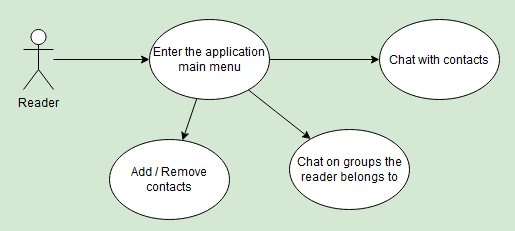 Enter the application
main menu
Chat with contacts
Reader
Add / Remove
contacts
Chat on groups the
reader belongs to